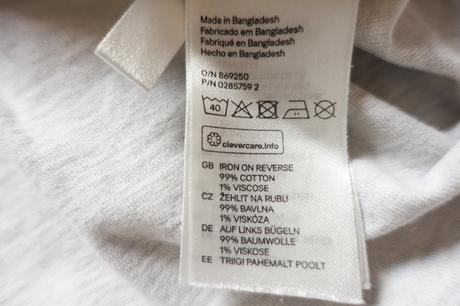 Made in Bangladesh
Fabricado em Bangladesh
Fabriqué en Bangladesh
Hecho en Bangladesh
O/N 869250
P/N 0285759 2
40
clevercare.info
GB IRON ON REVERSE
99% COTTON
1% VISCOSE
CZ ŽEHLIT NA RUBU
99% BAVLNA
1% VISKÓZA
DE AUF LINKS BÜGELN
99% BAUMWOLLE
1% VISKOSE
EE TRIIGI PAHEMALT POOLT